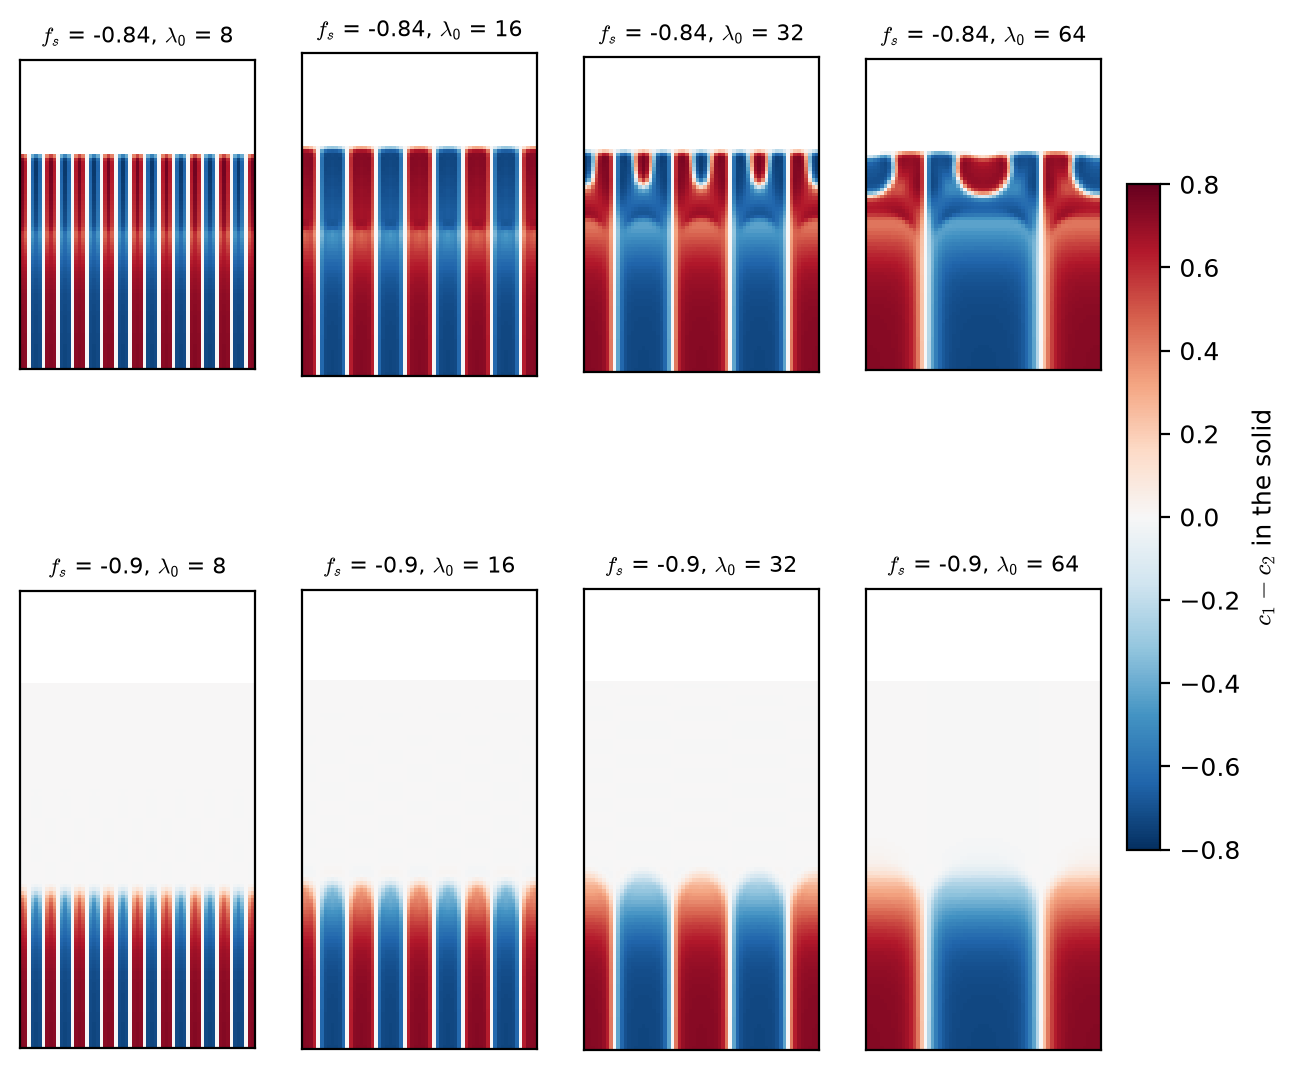 f_s = -0.84, λ_0 = 8
f_s = -0.84, λ_0 = 16
f_s = -0.84, λ_0 = 32
f_s = -0.84, λ_0 = 64
0.8
0.6
0.4
0.2
0.0
−0.2
−0.4
−0.6
−0.8
c_1 − c_2 in the solid
f_s = -0.9, λ_0 = 8
f_s = -0.9, λ_0 = 16
f_s = -0.9, λ_0 = 32
f_s = -0.9, λ_0 = 64